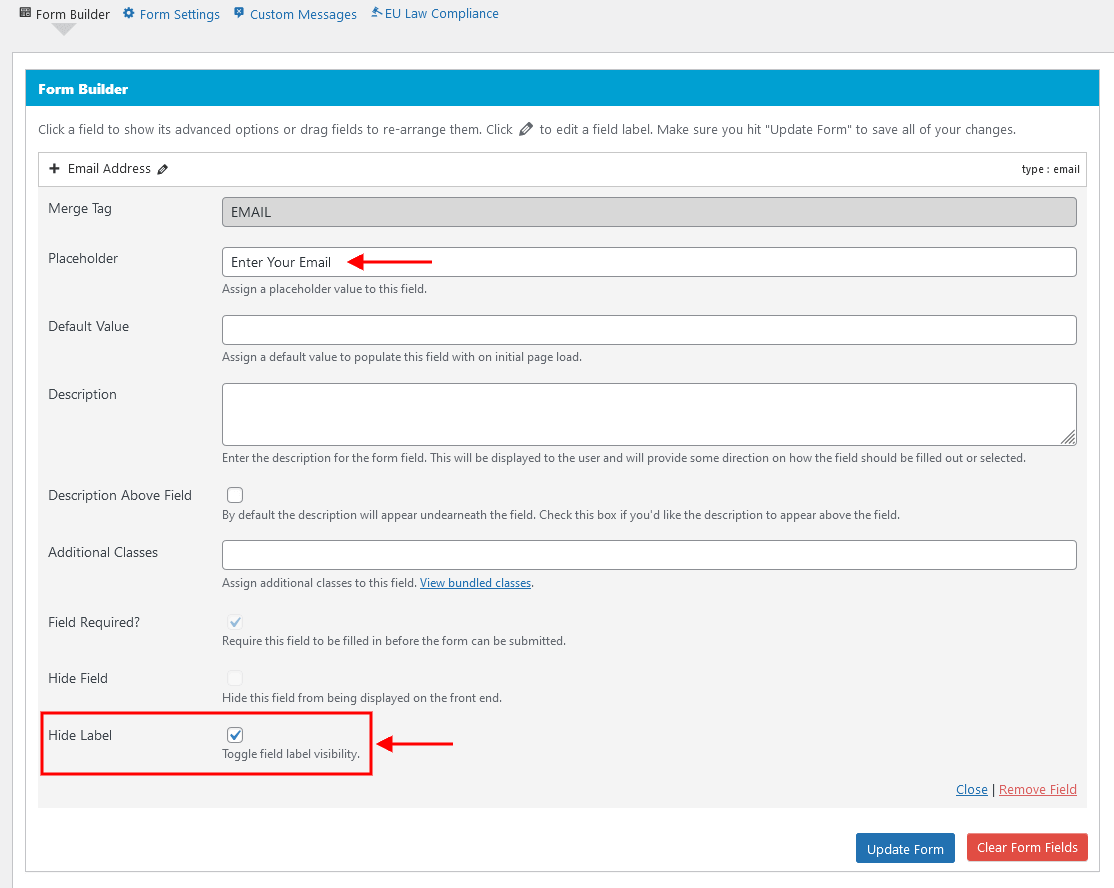 Form Builder Form Settings Custom Messages EU Law Compliance
Form Builder
Click a field to show its advanced options or drag fields to re-arrange them. Click to edit a field label. Make sure you hit "Update Form" to save all of your changes.
Email Address type : email
Merge Tag EMAIL
Placeholder Enter Your Email
Assign a placeholder value to this field.
Default Value
Assign a default value to populate this field with on initial page load.
Description
Enter the description for the form field. This will be displayed to the user and will provide some direction on how the field should be filled out or selected.
Description Above Field
By default the description will appear undearneath the field. Check this box if you'd like the description to appear above the field.
Additional Classes
Assign additional classes to this field. View bundled classes.
Field Required?
Require this field to be filled in before the form can be submitted.
Hide Field
Hide this field from being displayed on the front end.
Hide Label
Toggle field label visibility.
Close | Remove Field
Update Form Clear Form Fields